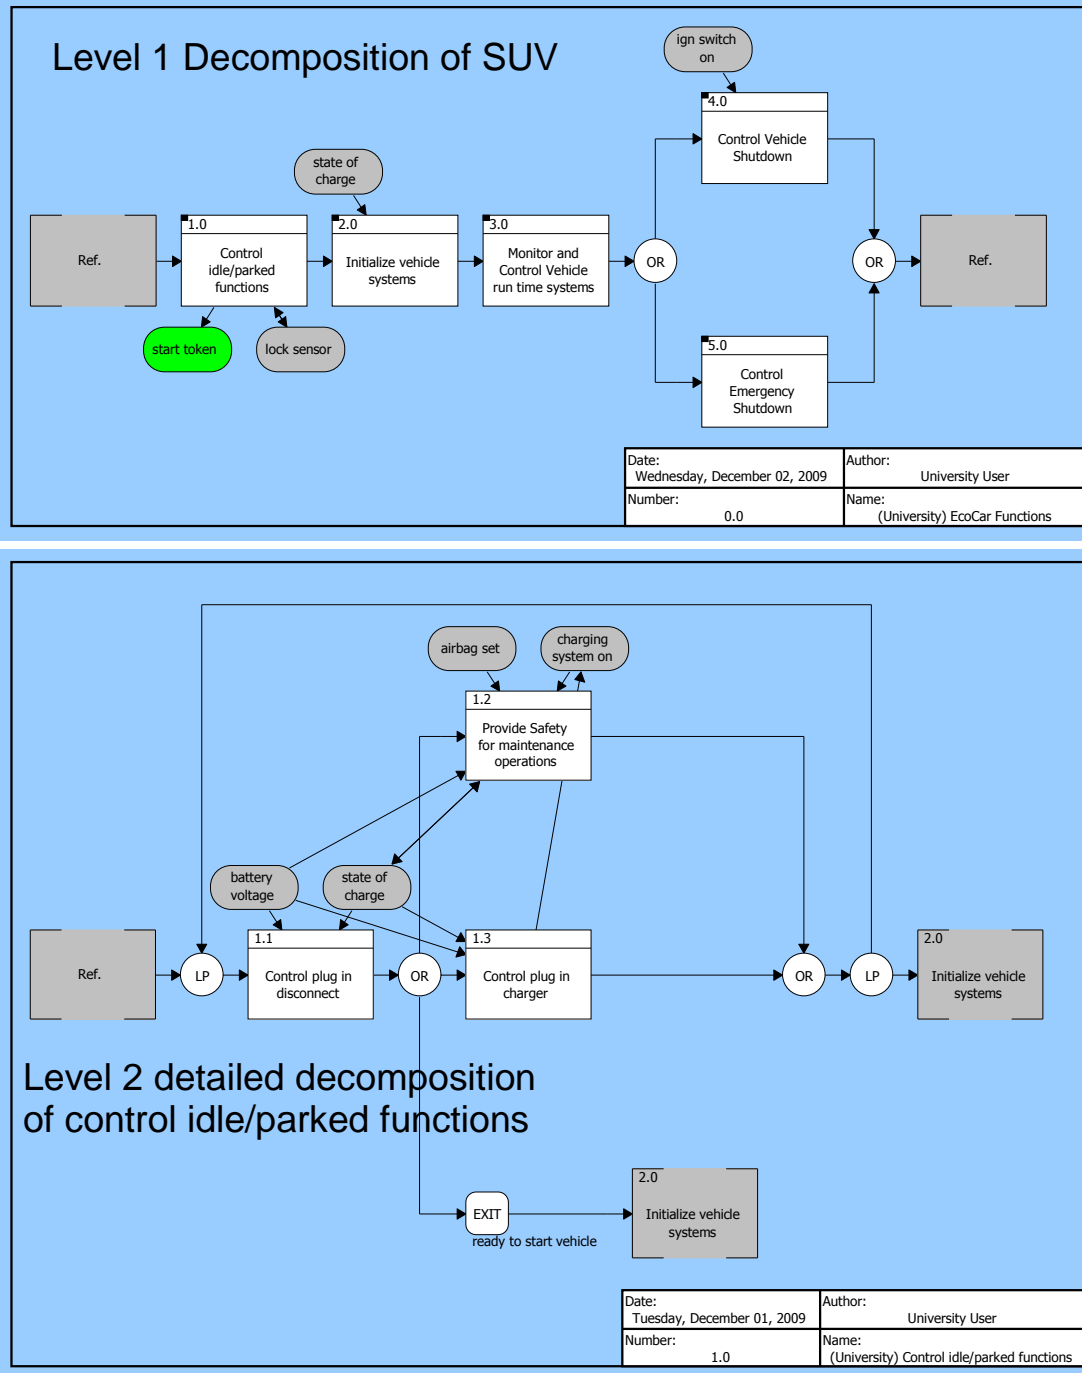 Level 1 Decomposition of SUV
ign switch
on
4.0
Control Vehicle
Shutdown
state of
charge
Ref.
1.0
Control
idle/parked
functions
2.0
Initialize vehicle
systems
3.0
Monitor and
Control Vehicle
run time systems
OR
OR
Ref.
start token
lock sensor
5.0
Control
Emergency
Shutdown
Date:
Wednesday, December 02, 2009
Author:
University User
Number:
0.0
Name:
(University) EcoCar Functions
airbag set
charging
system on
1.2
Provide Safety
for maintenance
operations
battery
voltage
state of
charge
Ref.
LP
1.1
Control plug in
disconnect
OR
1.3
Control plug in
charger
OR
LP
2.0
Initialize vehicle
systems
Level 2 detailed decomposition
of control idle/parked functions
EXIT
ready to start vehicle
2.0
Initialize vehicle
systems
Date:
Tuesday, December 01, 2009
Author:
University User
Number:
1.0
Name:
(University) Control idle/parked functions